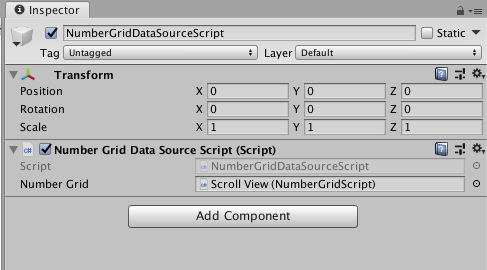 Inspector
NumberGridDataSourceScript Static
Tag Untagged Layer Default
Transform
Position X 0 Y 0 Z 0
Rotation X 0 Y 0 Z 0
Scale X 1 Y 1 Z 1
C# Number Grid Data Source Script (Script)
Script NumberGridDataSourceScript
Number Grid Scroll View (NumberGridScript)
Add Component